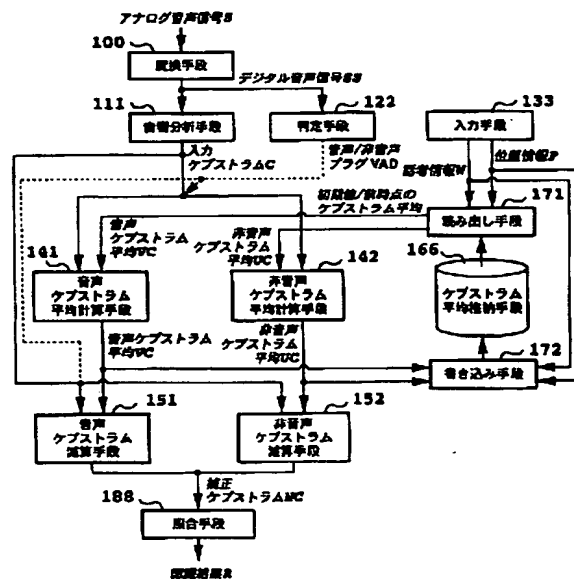 アナログ音声信号S
100
変換手段
デジタル音声信号SS
111
122
133
音響分析手段
判定手段
入力手段
入力
ケプストラムC
音声/非音声
フラグVAD
話者情報W
位置情報P
初期値/前時点の
ケプストラム平均
171
読み出し手段
音声
ケプストラム
平均VC
非音声
ケプストラム
平均UC
166
141
142
音声
ケプストラム
平均計算手段
非音声
ケプストラム
平均計算手段
ケプストラム
平均格納手段
音声ケプストラム
平均VC
非音声
ケプストラム
平均UC
172
書き込み手段
151
152
音声
ケプストラム
減算手段
非音声
ケプストラム
減算手段
補正
ケプストラムMC
188
照合手段
認識結果R